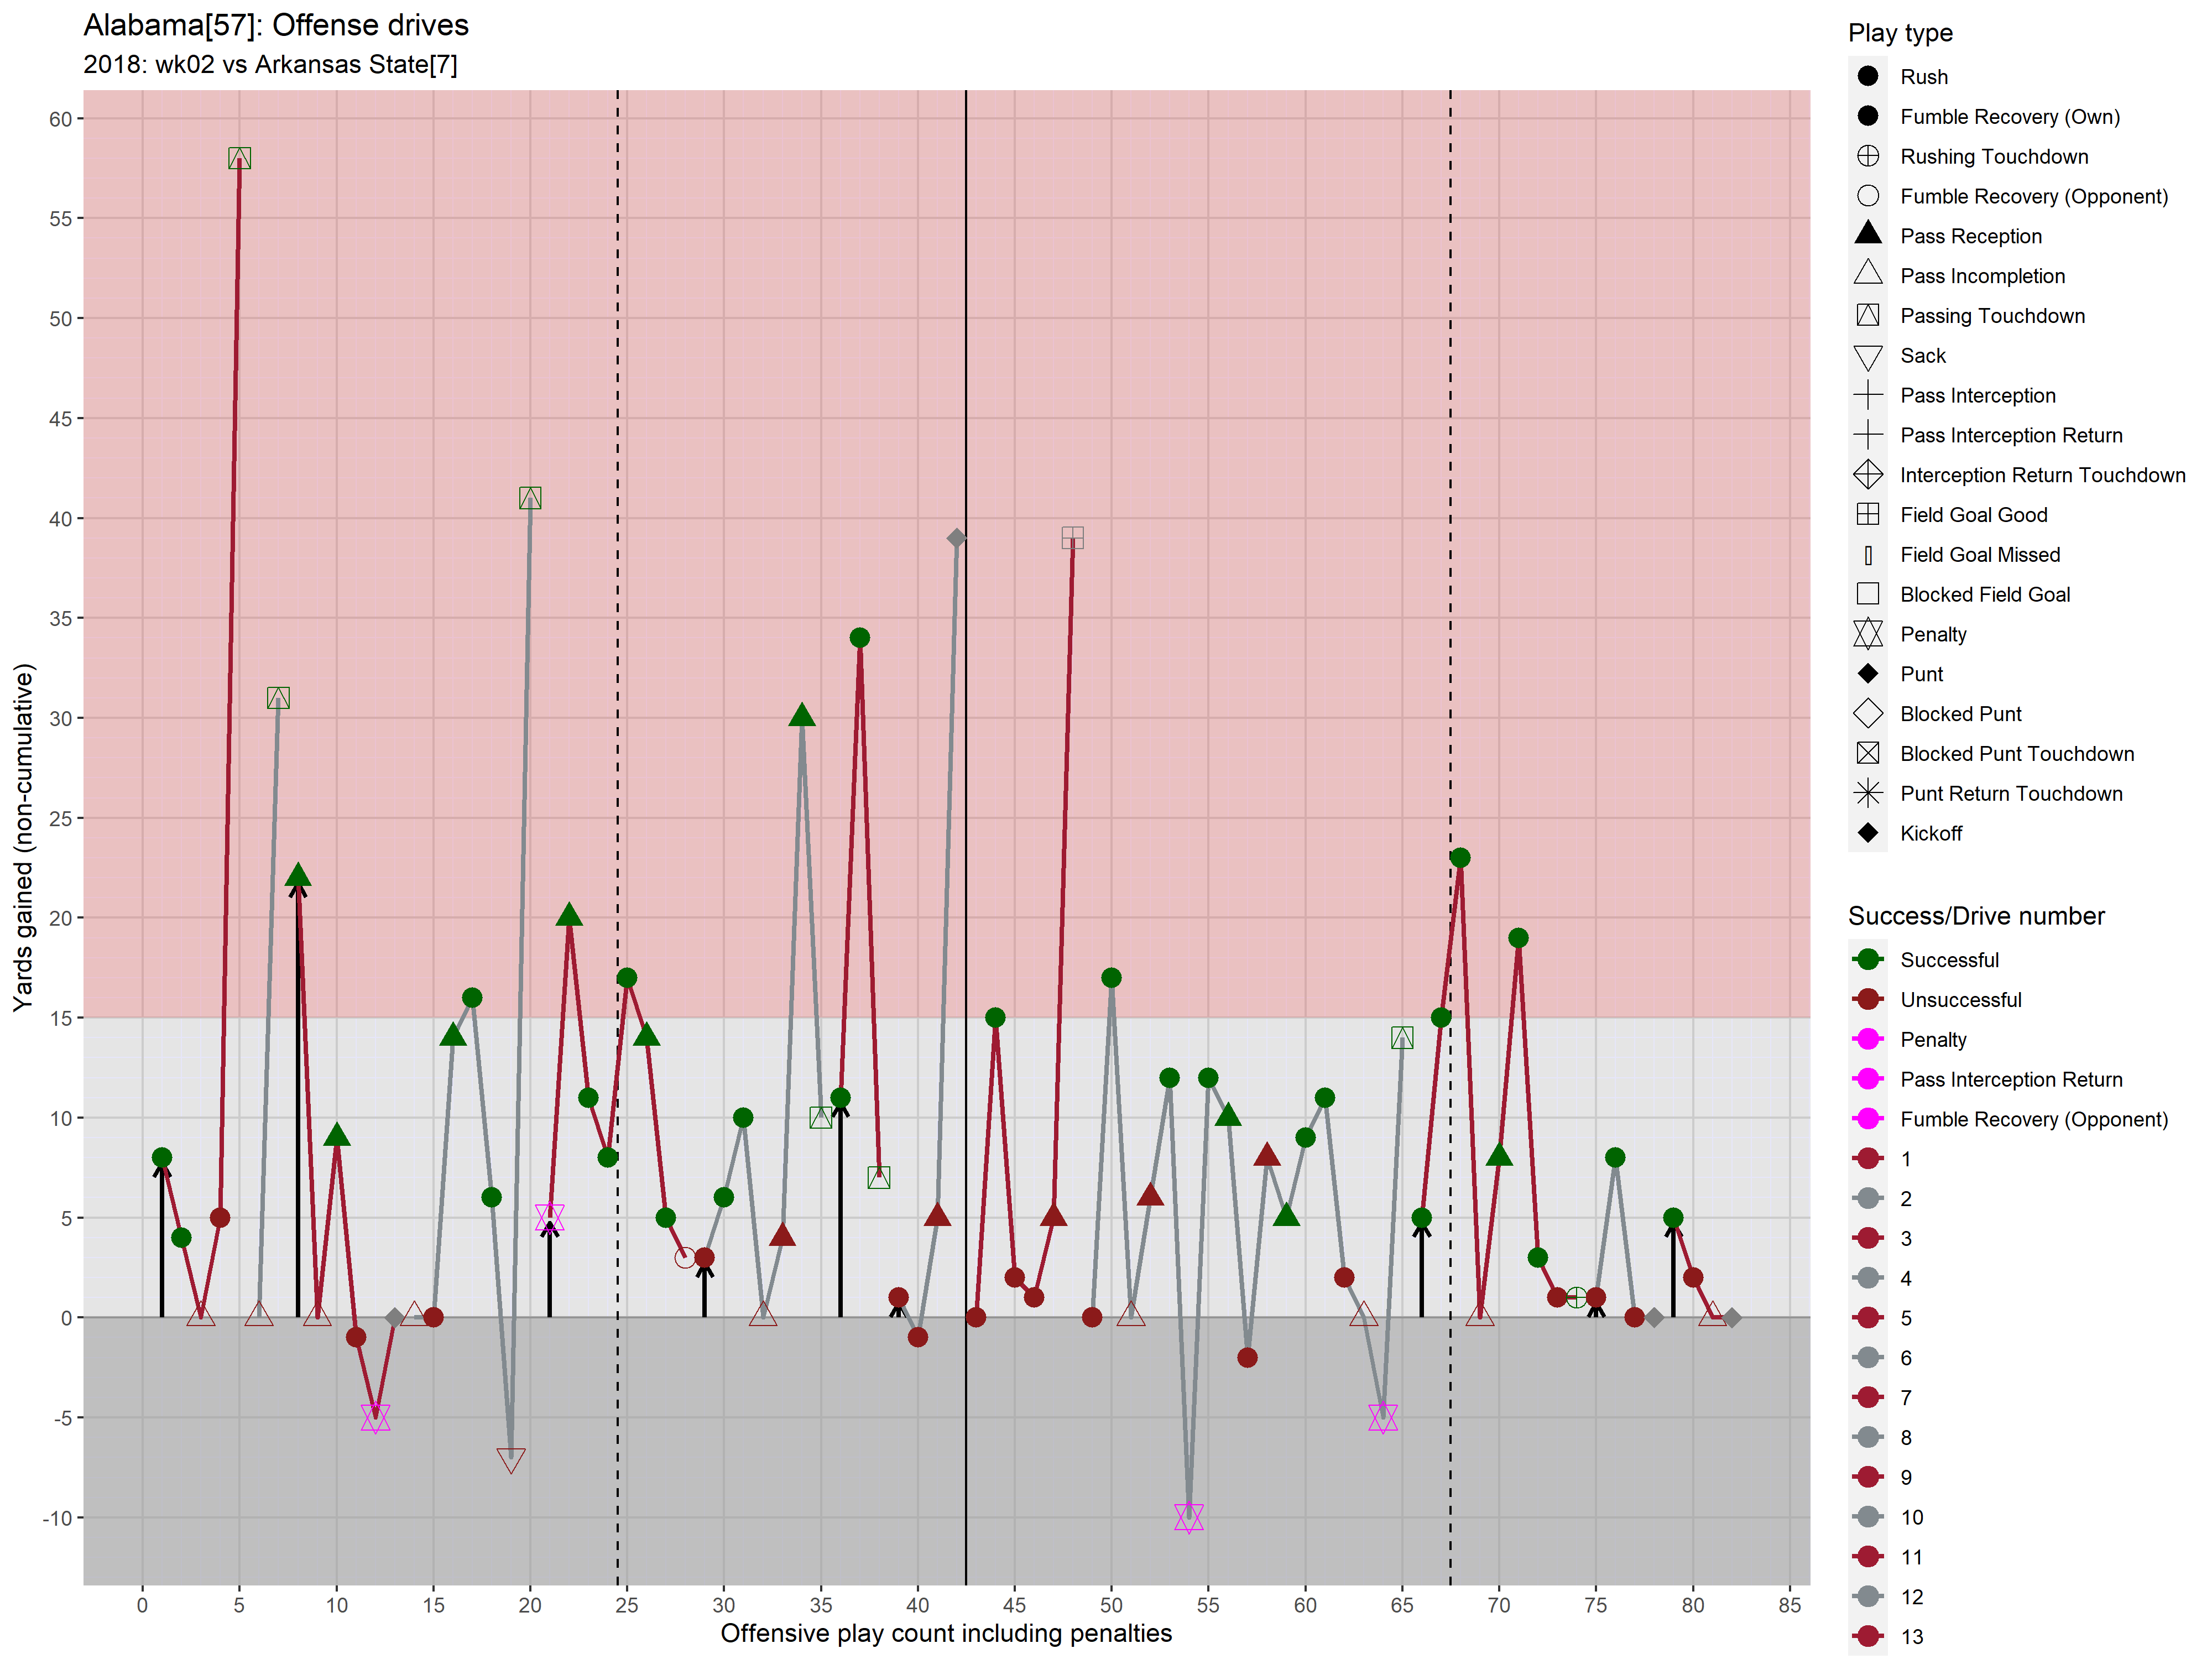 Alabama[57]: Offense drives
2018: wk02 vs Arkansas State[7]
Yards gained (non-cumulative)
60
55
50
45
40
35
30
25
20
15
10
5
0
-5
-10
0 5 10 15 20 25 30 35 40 45 50 55 60 65 70 75 80 85
Offensive play count including penalties
Play type
Rush
Fumble Recovery (Own)
Rushing Touchdown
Fumble Recovery (Opponent)
Pass Reception
Pass Incompletion
Passing Touchdown
Sack
Pass Interception
Pass Interception Return
Interception Return Touchdown
Field Goal Good
Field Goal Missed
Blocked Field Goal
Penalty
Punt
Blocked Punt
Blocked Punt Touchdown
Punt Return Touchdown
Kickoff
Success/Drive number
Successful
Unsuccessful
Penalty
Pass Interception Return
Fumble Recovery (Opponent)
1
2
3
4
5
6
7
8
9
10
11
12
13